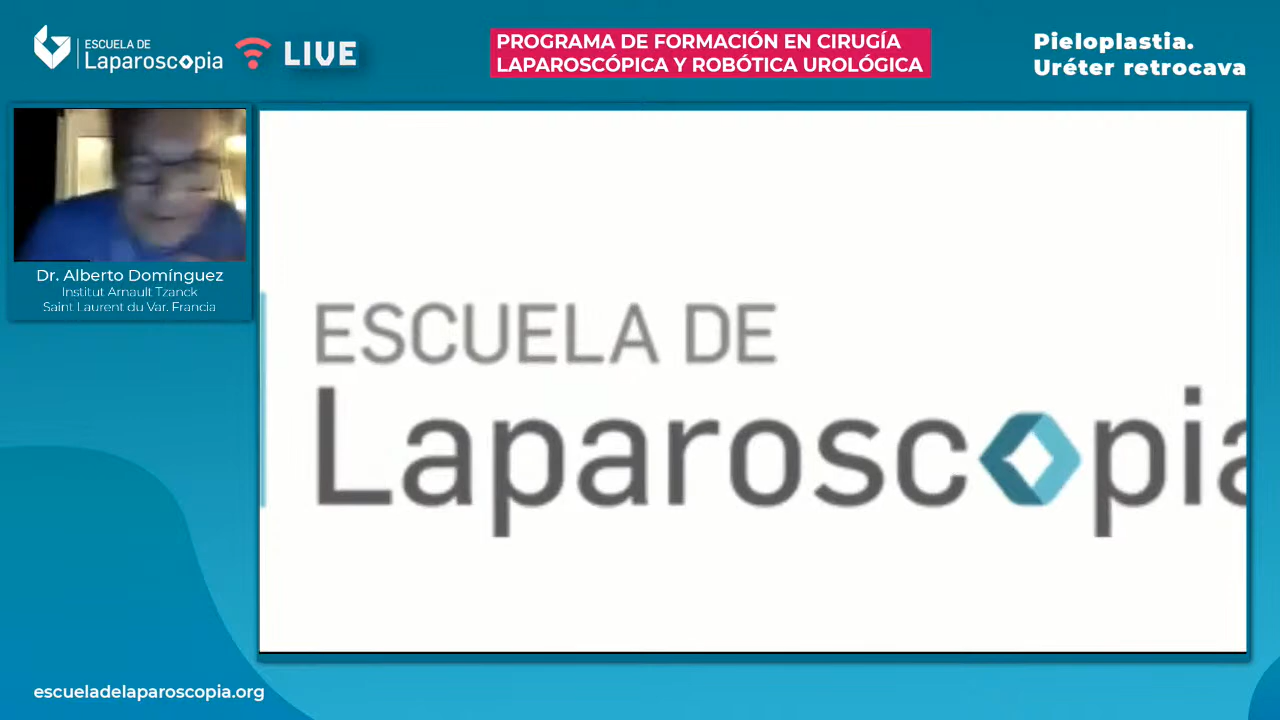 ESCUELA DE
Laparoscopia
LIVE
PROGRAMA DE FORMACIÓN EN CIRUGÍA
LAPAROSCÓPICA Y ROBÓTICA UROLÓGICA
Pieloplastia.
Uréter retrocava
Dr. Alberto Domínguez
Institut Arnault Tzanck
Saint Laurent du Var. Francia
ESCUELA DE
Laparoscopia
escueladelaparoscopia.org